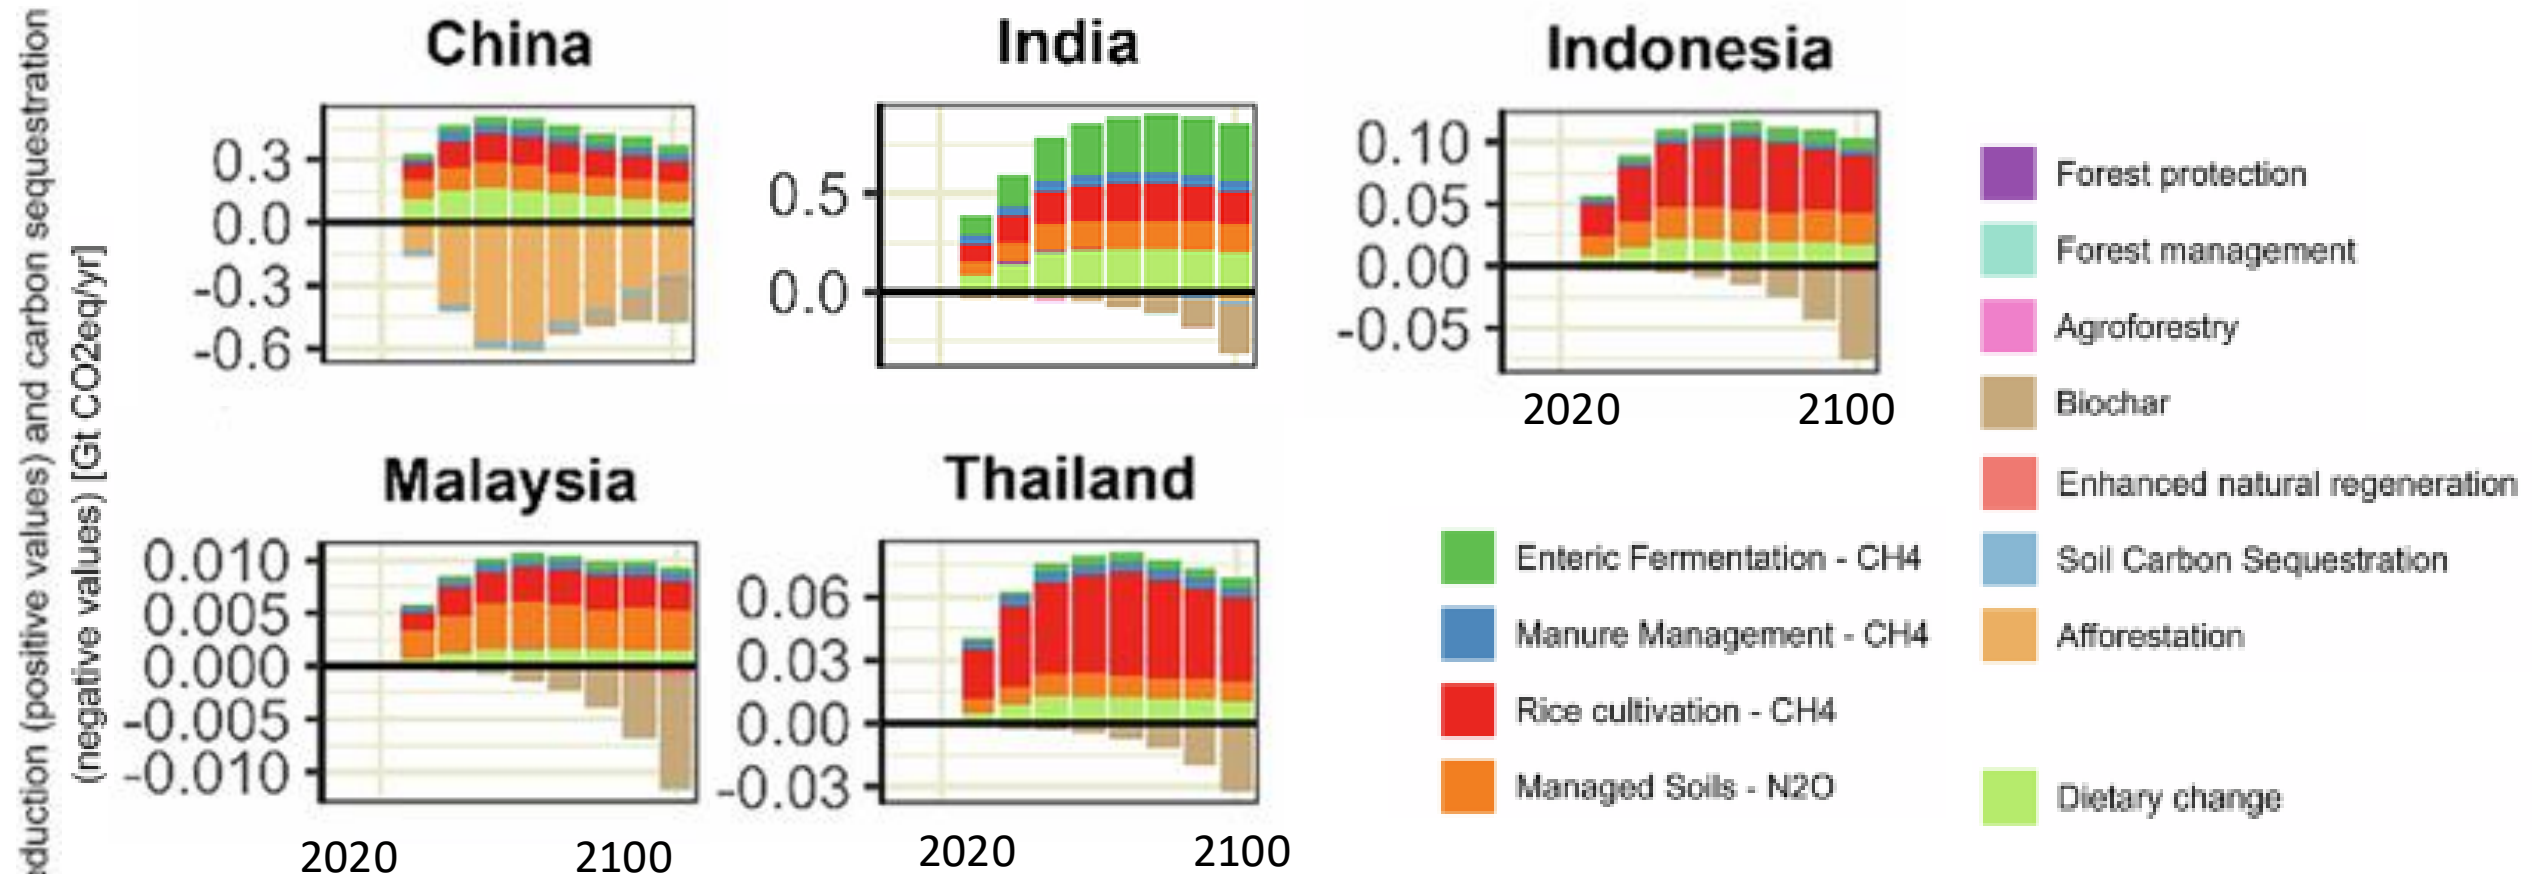 eduction (positive values) and carbon sequestration
(negative values) [Gt CO2eq/yr]
China
0.3
0.0
-0.3
-0.6
India
0.5
0.0
Indonesia
0.10
0.05
0.00
-0.05
2020 2100
Malaysia
0.010
0.005
0.000
-0.005
-0.010
2020 2100
Thailand
0.06
0.03
0.00
-0.03
2020 2100
Enteric Fermentation - CH4
Manure Management - CH4
Rice cultivation - CH4
Managed Soils - N2O
Forest protection
Forest management
Agroforestry
Biochar
Enhanced natural regeneration
Soil Carbon Sequestration
Afforestation
Dietary change